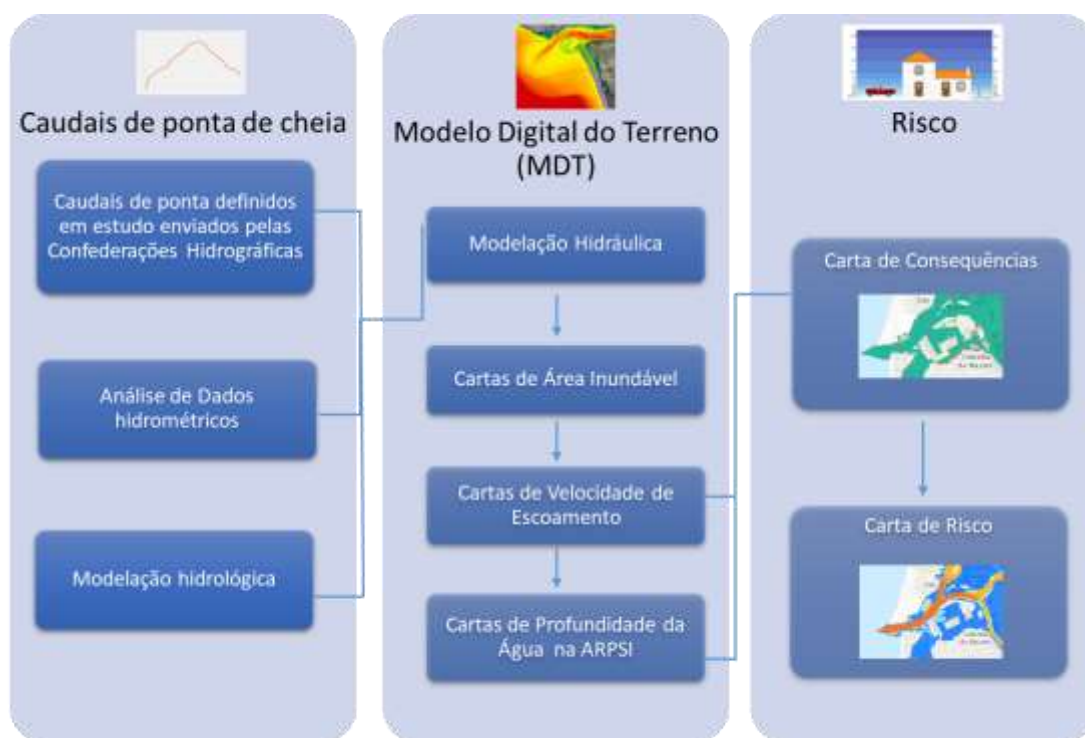 Caudais de ponta de cheia
Caudais de ponta definidos
em estudo enviados pelas
Confederações Hidrográficas
Análise de Dados
hidrométricos
Modelação hidrológica
Modelo Digital do Terreno
(MDT)
Modelação Hidráulica
Cartas de Área Inundável
Cartas de Velocidade de
Escoamento
Cartas de Profundidade da
Água na ARPSI
Risco
Carta de Consequências
Carta de Risco